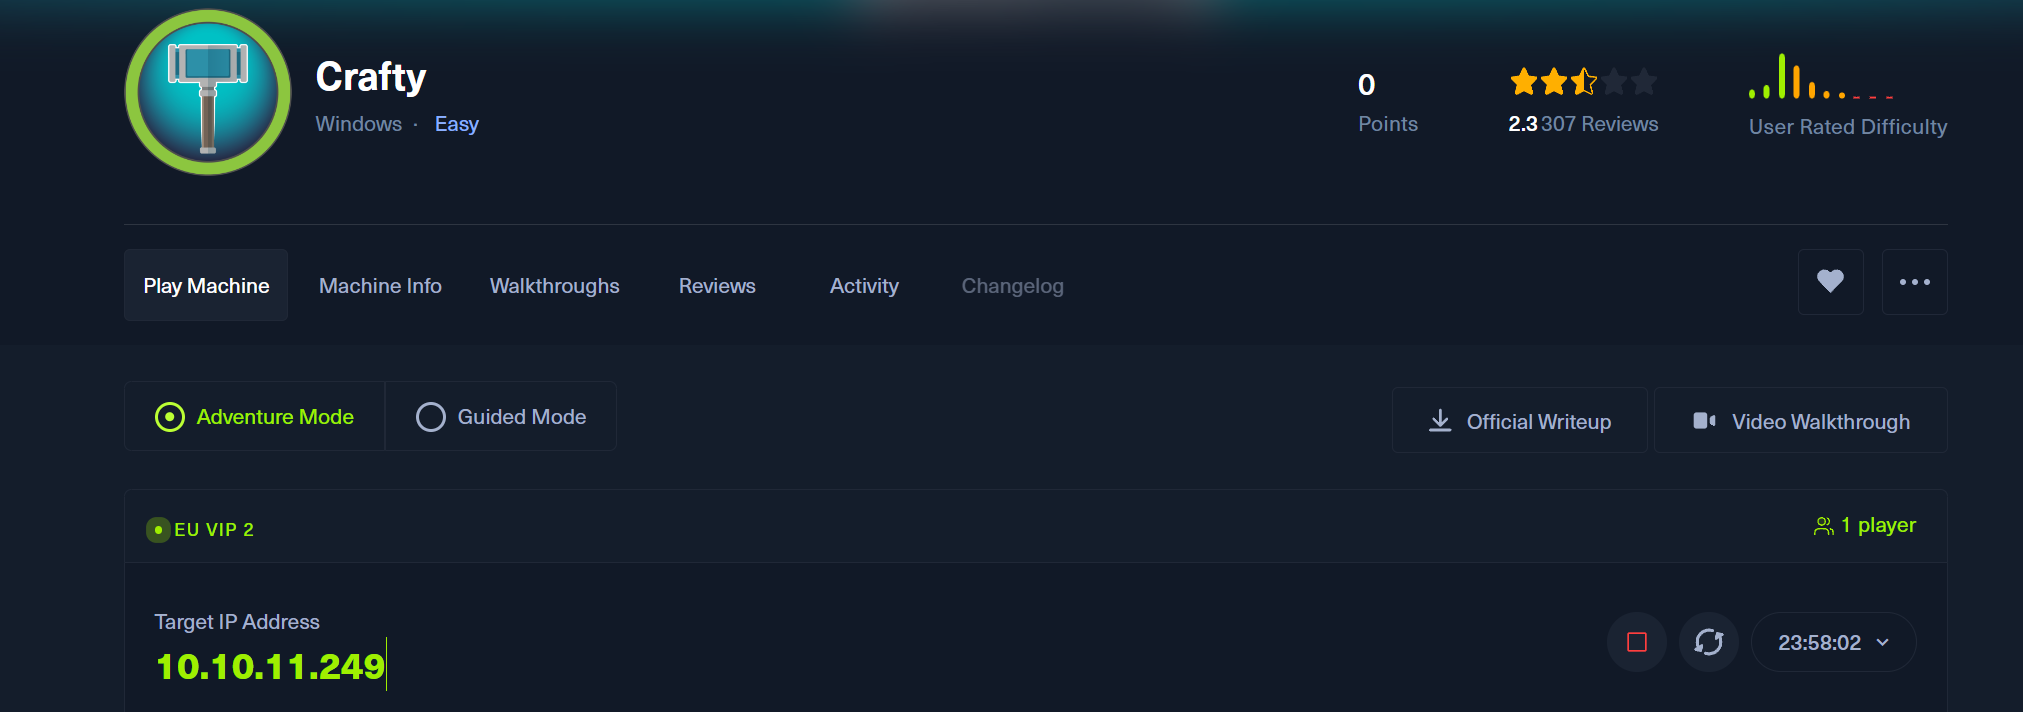 Crafty
Windows · Easy
0
Points
2.3 307 Reviews
User Rated Difficulty
Play Machine
Machine Info
Walkthroughs
Reviews
Activity
Changelog
Adventure Mode
Guided Mode
Official Writeup
Video Walkthrough
EU VIP 2
1 player
Target IP Address
10.10.11.249
23:58:02